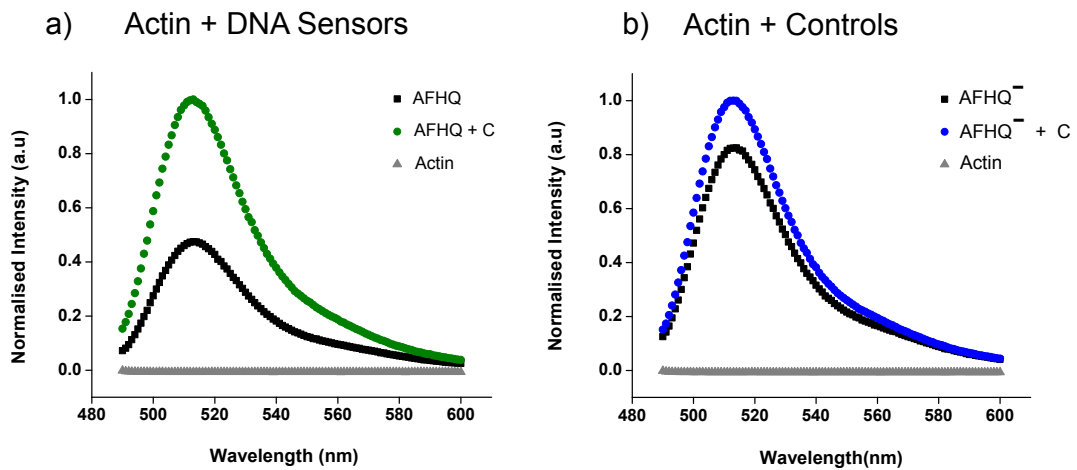 a) Actin + DNA Sensors
Normalised Intensity (a.u)
1.0
0.8
0.6
0.4
0.2
0.0
AFHQ
AFHQ + C
Actin
480 500 520 540 560 580 600
Wavelength (nm)
b) Actin + Controls
Normalised Intensity (a.u)
1.0
0.8
0.6
0.4
0.2
0.0
AFHQ⁻
AFHQ⁻ + C
Actin
480 500 520 540 560 580 600
Wavelength(nm)